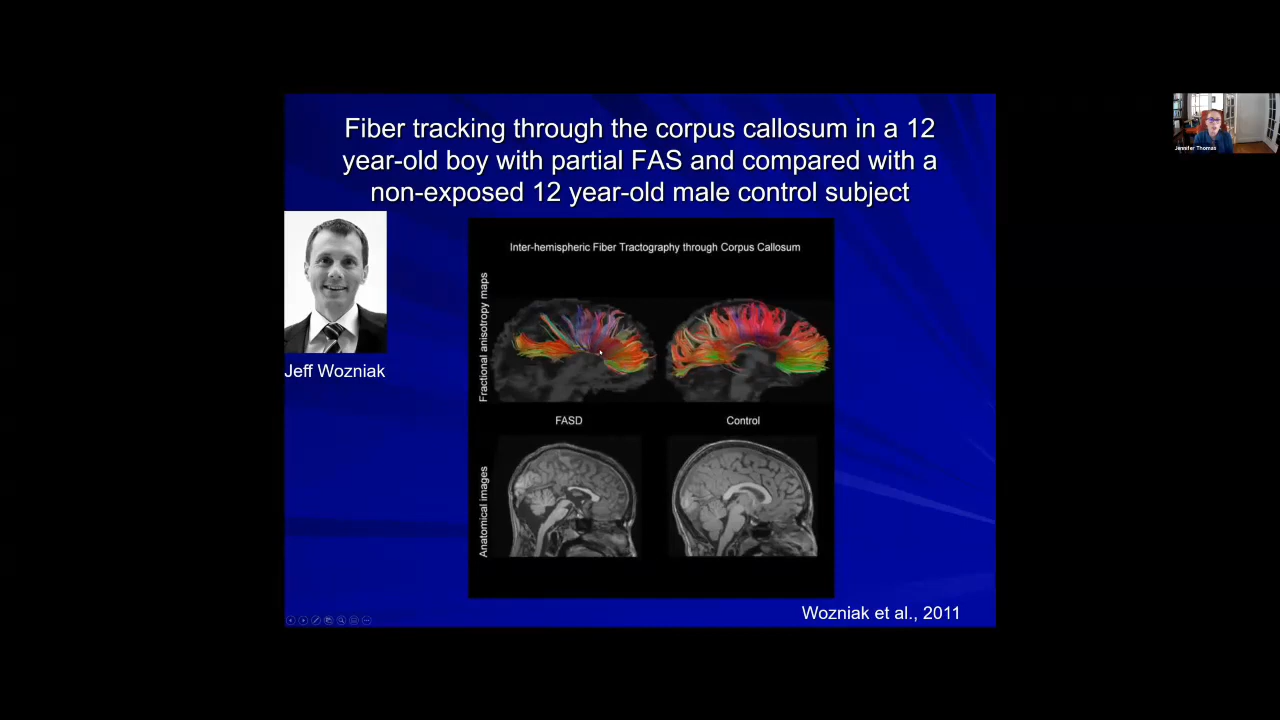 Fiber tracking through the corpus callosum in a 12
year-old boy with partial FAS and compared with a
non-exposed 12 year-old male control subject
Jennifer Thomas
Inter-hemispheric Fiber Tractography through Corpus Callosum
Fractional anisotropy maps
Jeff Wozniak
FASD
Control
Anatomical images
Wozniak et al., 2011